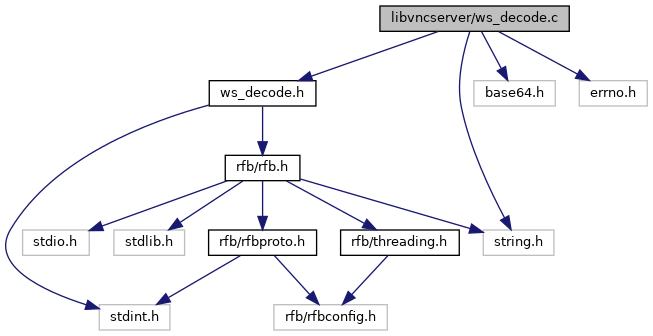 libvncserver/ws_decode.c
ws_decode.h
base64.h
errno.h
rfb/rfb.h
stdio.h
stdlib.h
rfb/rfbproto.h
rfb/threading.h
string.h
stdint.h
rfb/rfbconfig.h